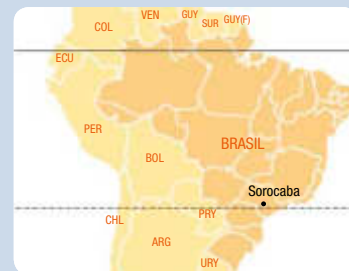 VEN
GUY
GUY(F)
COL
SUR
ECU
PER
BRASIL
BOL
Sorocaba
CHL
PRY
ARG
URY